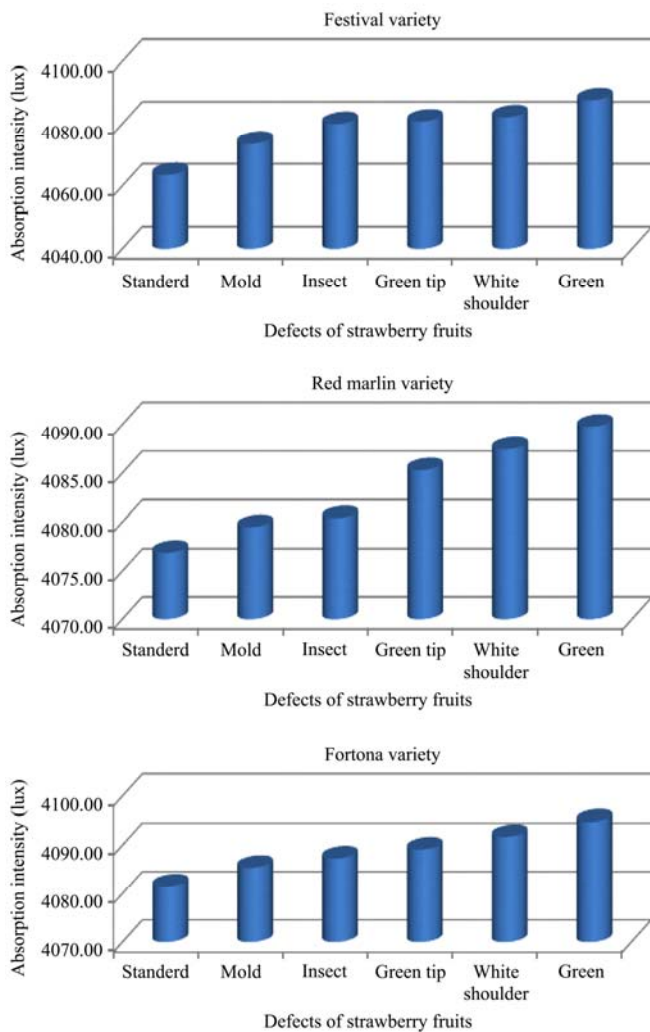 Festival variety
Absorption intensity (lux)
4100.00
4080.00
4060.00
4040.00
Standerd Mold Insect Green tip White shoulder Green
Defects of strawberry fruits
Red marlin variety
Absorption intensity (lux)
4090.00
4085.00
4080.00
4075.00
4070.00
Standerd Mold Insect Green tip White shoulder Green
Defects of strawberry fruits
Fortona variety
Absorption intensity (lux)
4100.00
4090.00
4080.00
4070.00
Standerd Mold Insect Green tip White shoulder Green
Defects of strawberry fruits